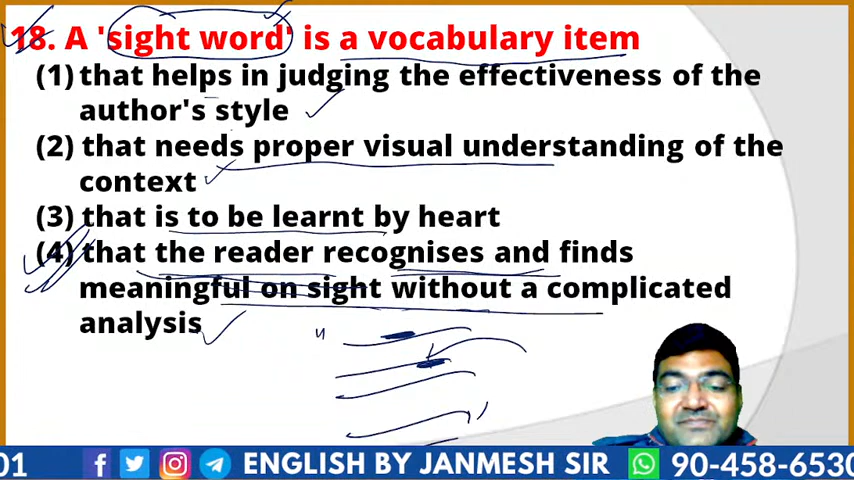 18. A 'sight word' is a vocabulary item
(1) that helps in judging the effectiveness of the
author's style
(2) that needs proper visual understanding of the
context
(3) that is to be learnt by heart
(4) that the reader recognises and finds
meaningful on sight without a complicated
analysis
01 ENGLISH BY JANMESH SIR 90-458-6530